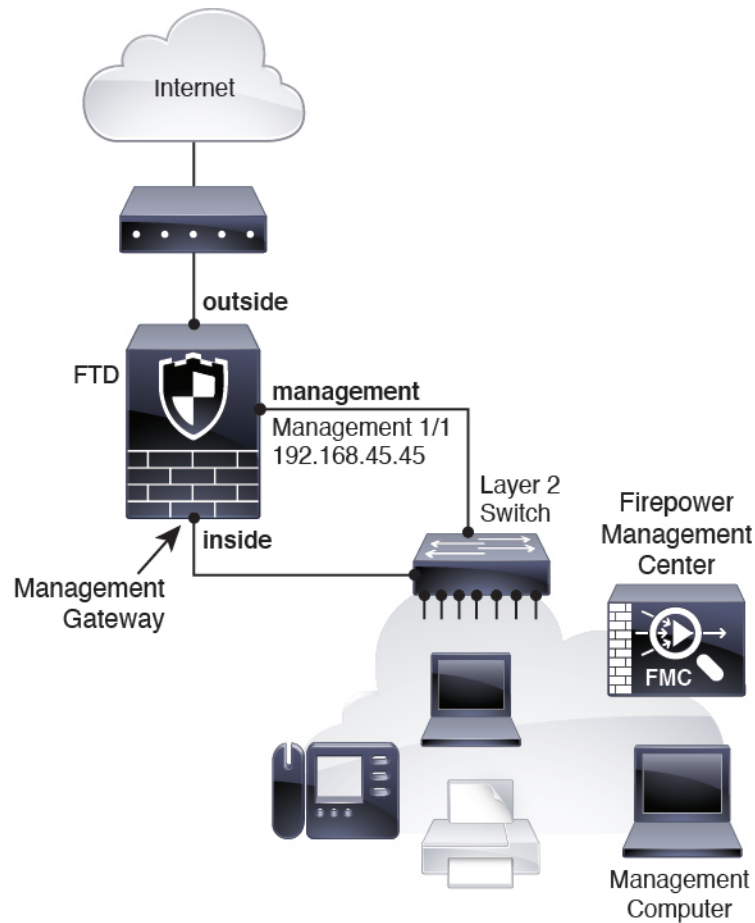 Internet
outside
FTD
management
Management 1/1
192.168.45.45
Layer 2
Switch
Firepower
Management
Center
inside
Management
Gateway
FMC
Management
Computer